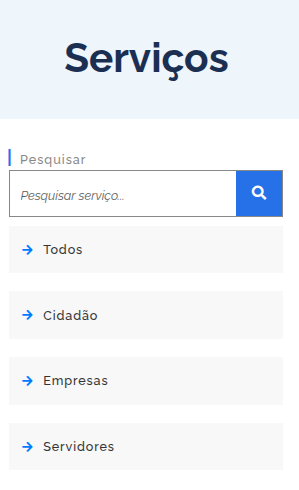 Serviços
Pesquisar
Pesquisar serviço...
Todos
Cidadão
Empresas
Servidores